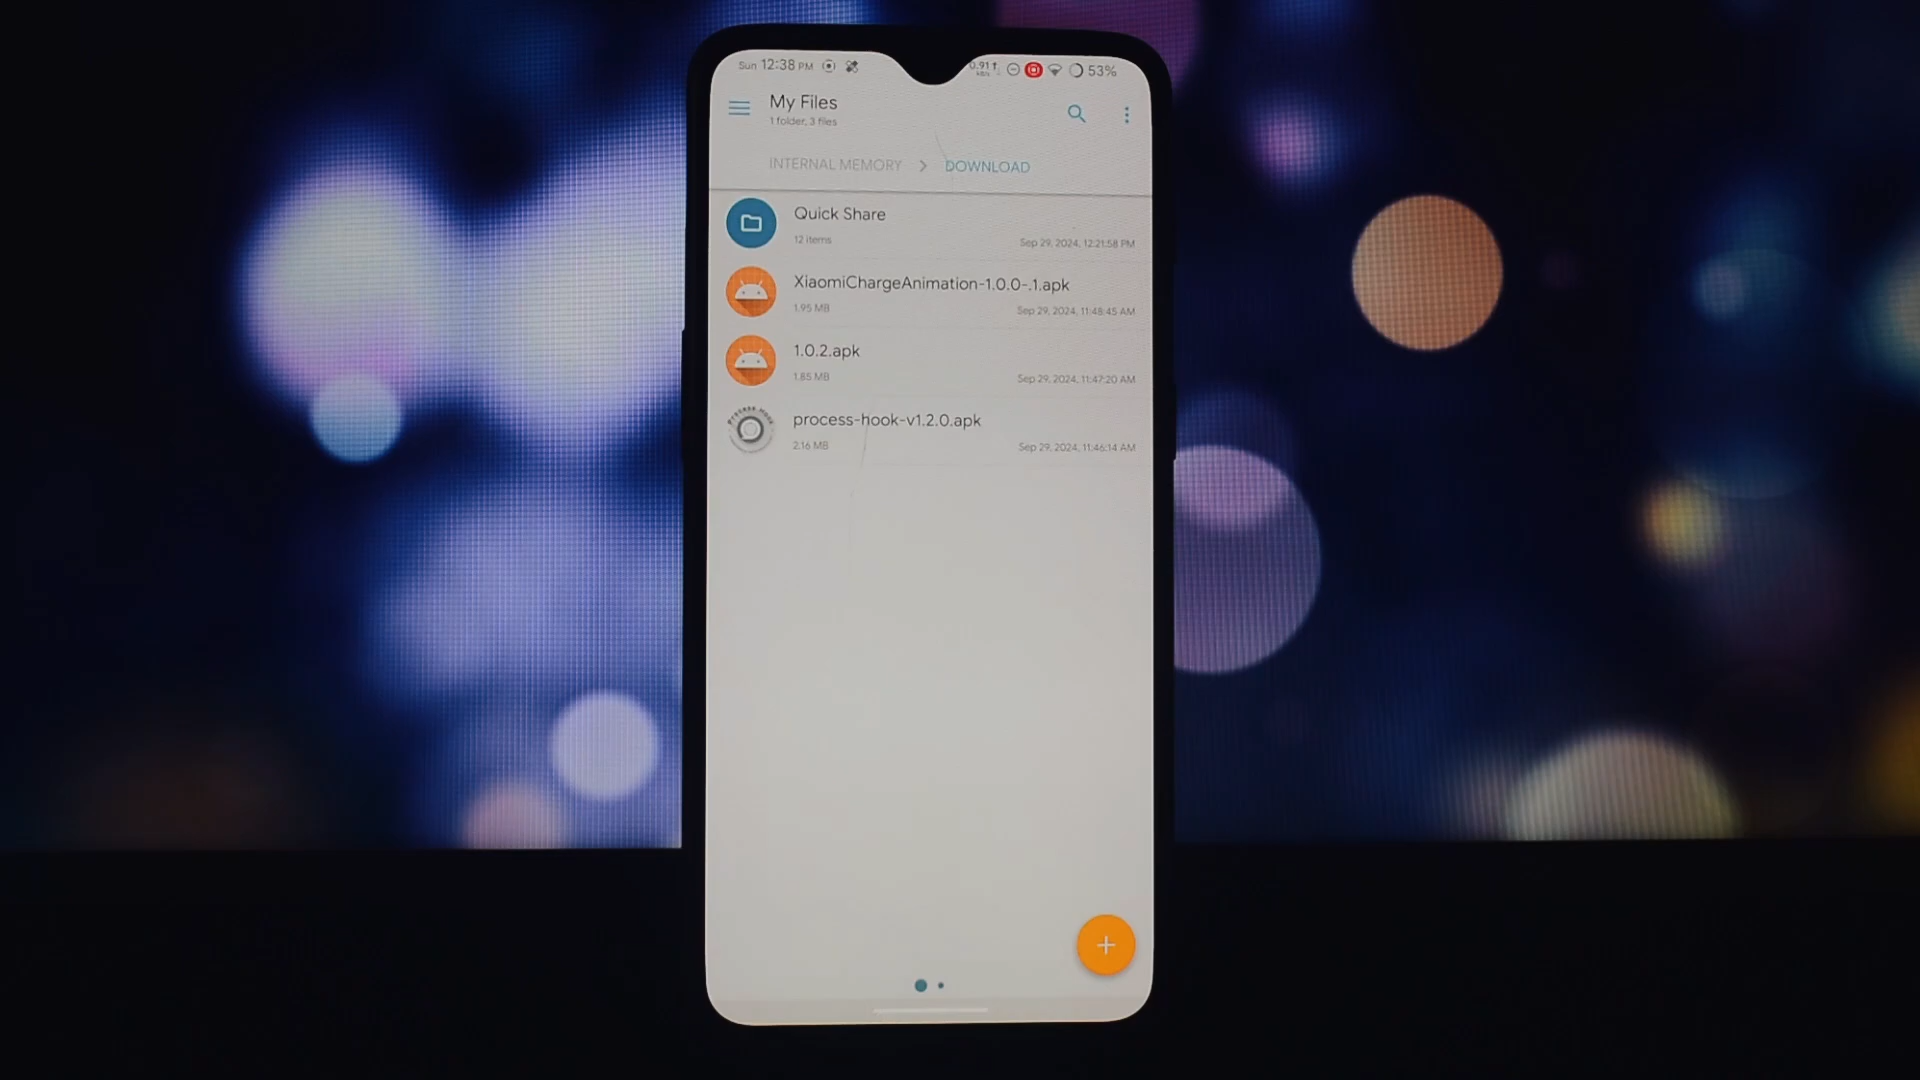 Sun 12:38 PM
0.91↑
53%
My Files
1 folder, 3 files
INTERNAL MEMORY > DOWNLOAD
Quick Share
12 items
Sep 29, 2024, 12:21:58 PM
XiaomiChargeAnimation-1.0.0-.1.apk
1.95 MB
Sep 29, 2024, 11:48:45 AM
1.0.2.apk
1.85 MB
Sep 29, 2024, 11:47:20 AM
process-hook-v1.2.0.apk
2.16 MB
Sep 29, 2024, 11:46:14 AM